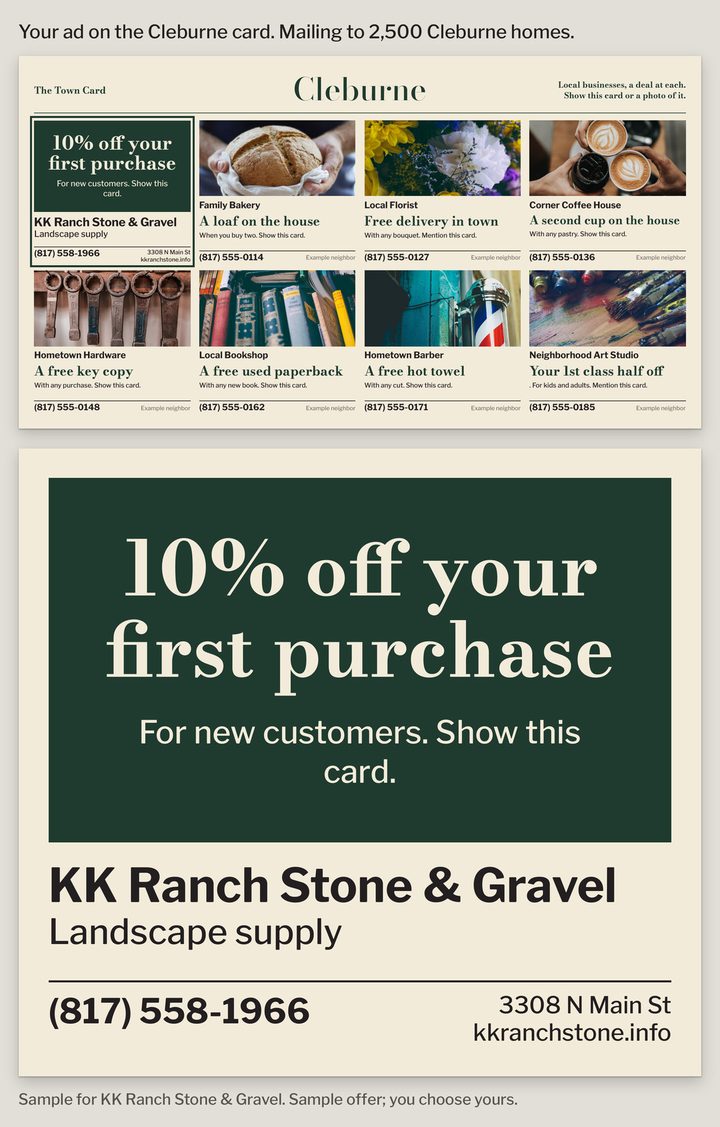 Your ad on the Cleburne card. Mailing to 2,500 Cleburne homes.
The Town Card
Cleburne
Local businesses, a deal at each.
Show this card or a photo of it.
10% off your
first purchase
For new customers. Show this
card.
KK Ranch Stone & Gravel
Landscape supply
(817) 558-1966
3308 N Main St
kkranchstone.info
Family Bakery
A loaf on the house
When you buy two. Show this card.
(817) 555-0114
Example neighbor
Local Florist
Free delivery in town
With any bouquet. Mention this card.
(817) 555-0127
Example neighbor
Corner Coffee House
A second cup on the house
With any pastry. Show this card.
(817) 555-0136
Example neighbor
Hometown Hardware
A free key copy
With any purchase. Show this card.
(817) 555-0148
Example neighbor
Local Bookshop
A free used paperback
With any new book. Show this card.
(817) 555-0162
Example neighbor
Hometown Barber
A free hot towel
With any cut. Show this card.
(817) 555-0171
Example neighbor
Neighborhood Art Studio
Your 1st class half off
. For kids and adults. Mention this card.
(817) 555-0185
Example neighbor
10% off your
first purchase
For new customers. Show this
card.
KK Ranch Stone & Gravel
Landscape supply
(817) 558-1966
3308 N Main St
kkranchstone.info
Sample for KK Ranch Stone & Gravel. Sample offer; you choose yours.